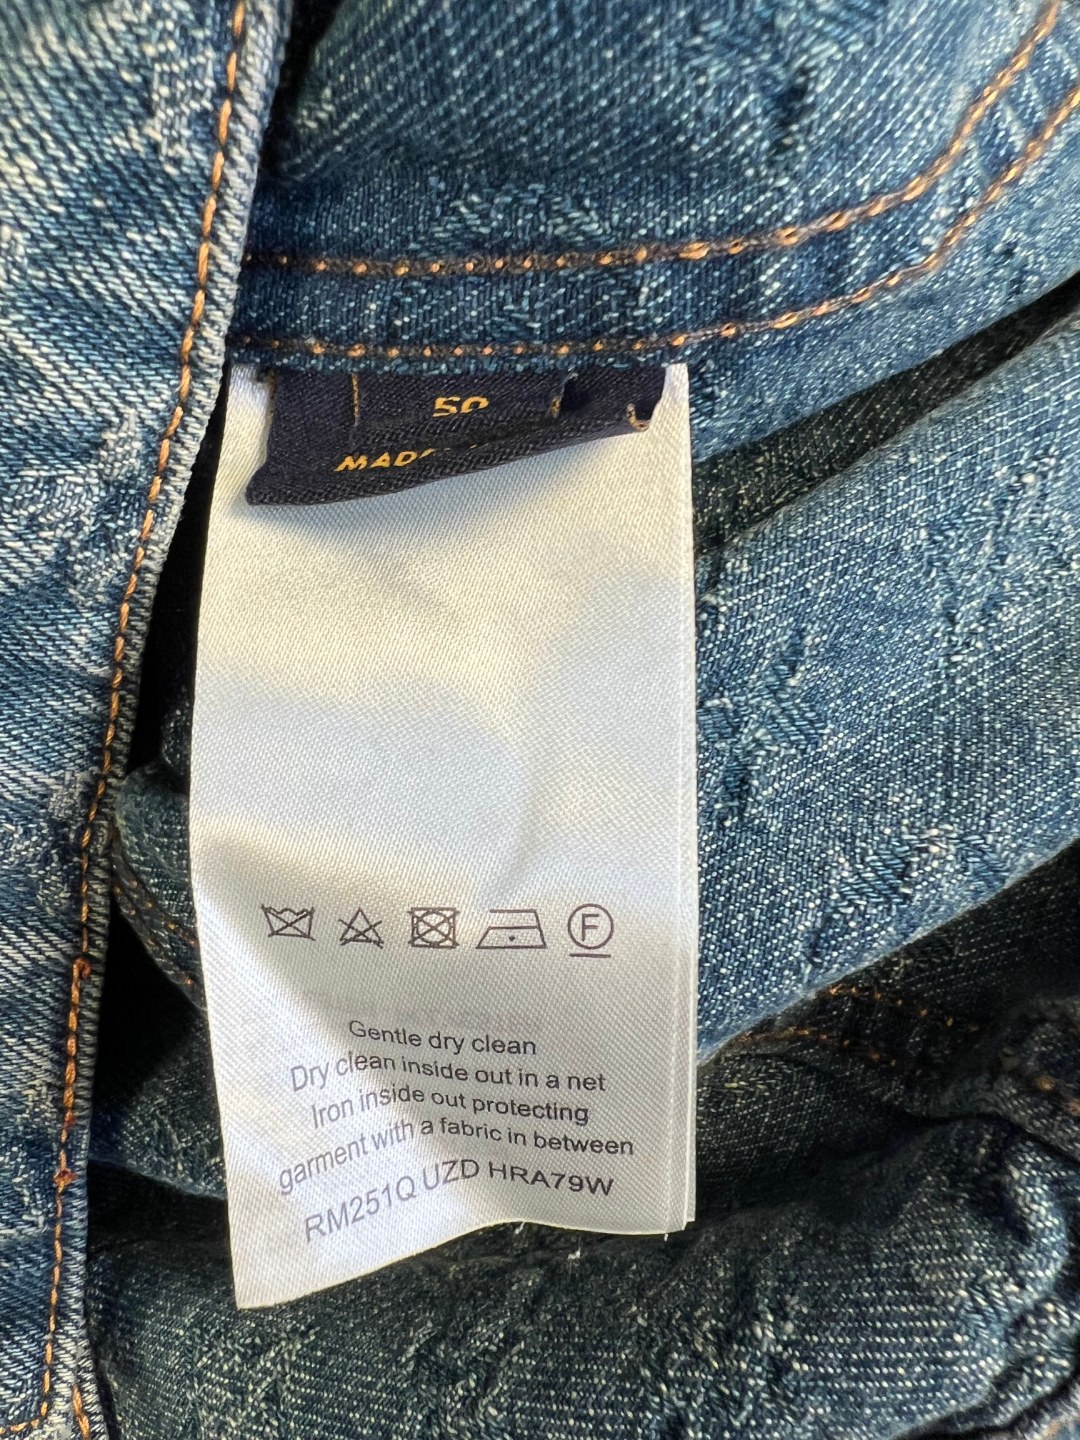 50
MADE
F
Gentle dry clean
Dry clean inside out in a net
Iron inside out protecting
garment with a fabric in between
RM251Q UZD HRA79W